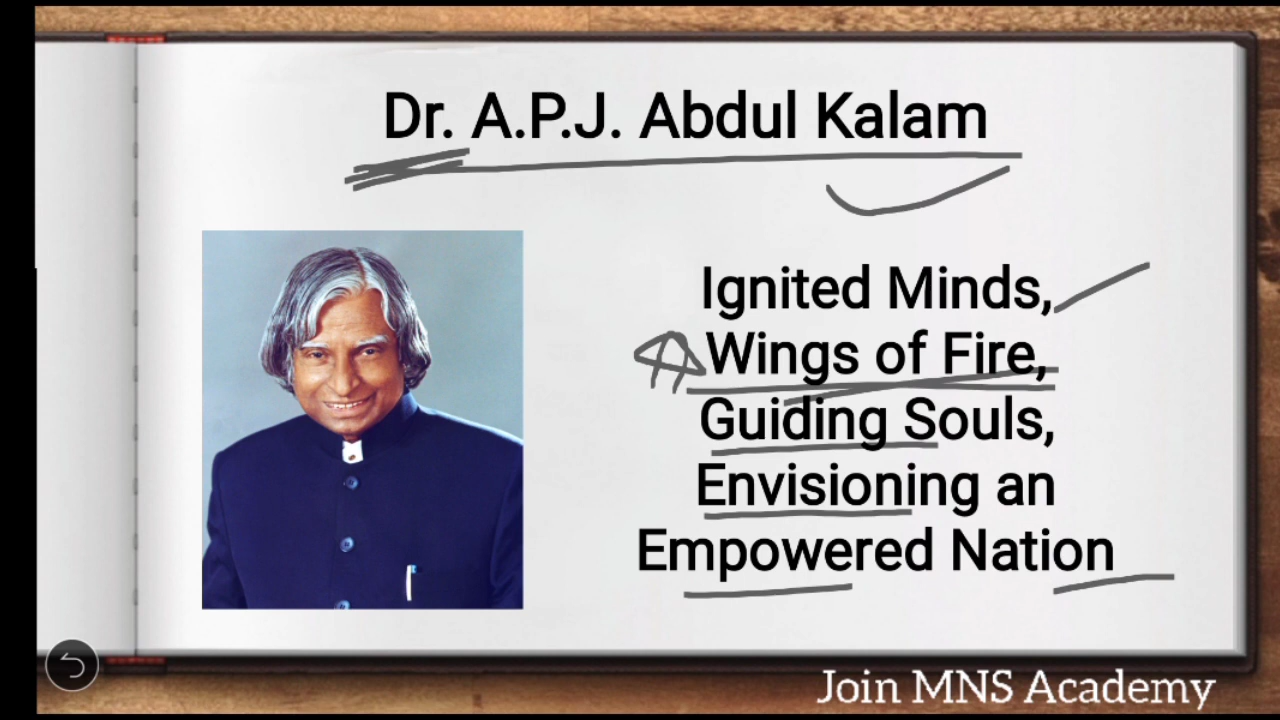 Dr. A.P.J. Abdul Kalam
Ignited Minds,
Wings of Fire,
Guiding Souls,
Envisioning an
Empowered Nation
Join MNS Academy